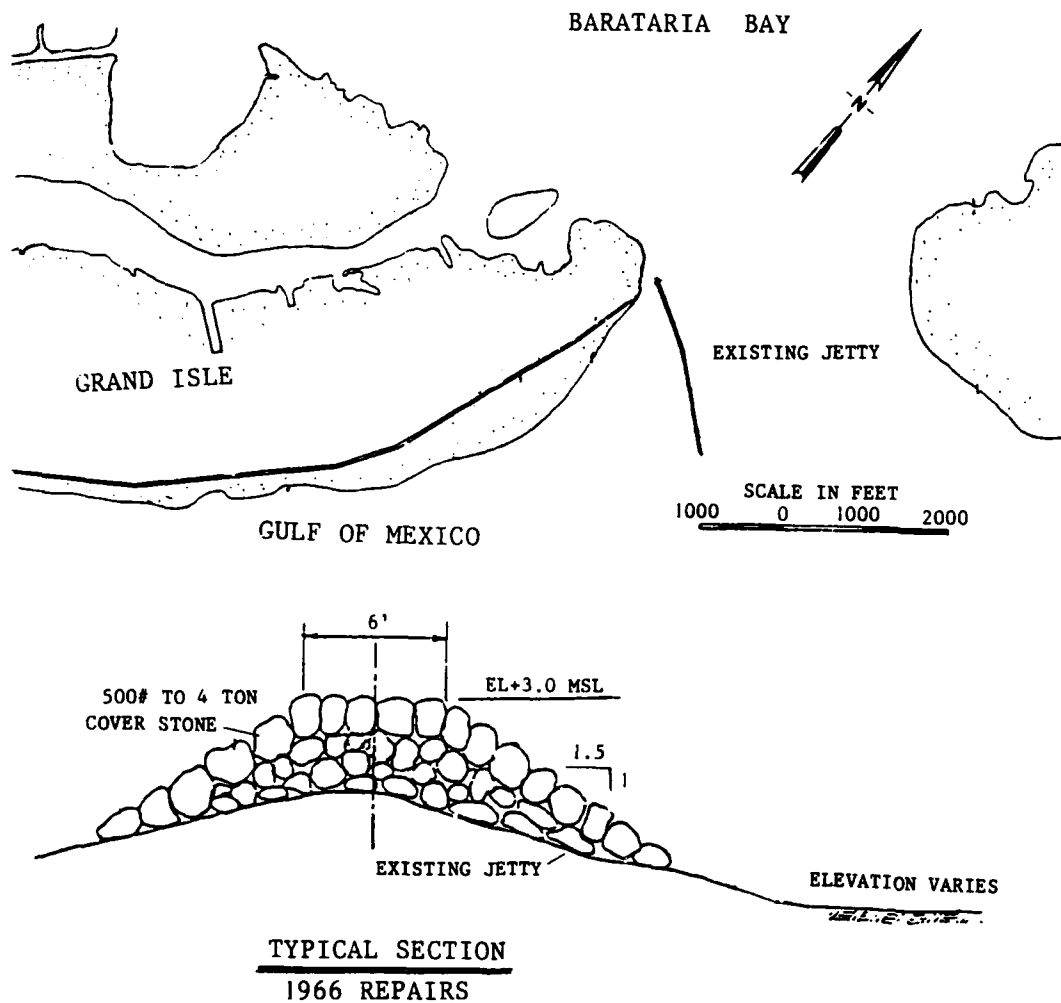 BARATARIA BAY
N
GRAND ISLE
EXISTING JETTY
SCALE IN FEET
1000 0 1000 2000
GULF OF MEXICO
6'
500# TO 4 TON
COVER STONE
EL+3.0 MSL
1.5
1
EXISTING JETTY
ELEVATION VARIES
TYPICAL SECTION
1966 REPAIRS